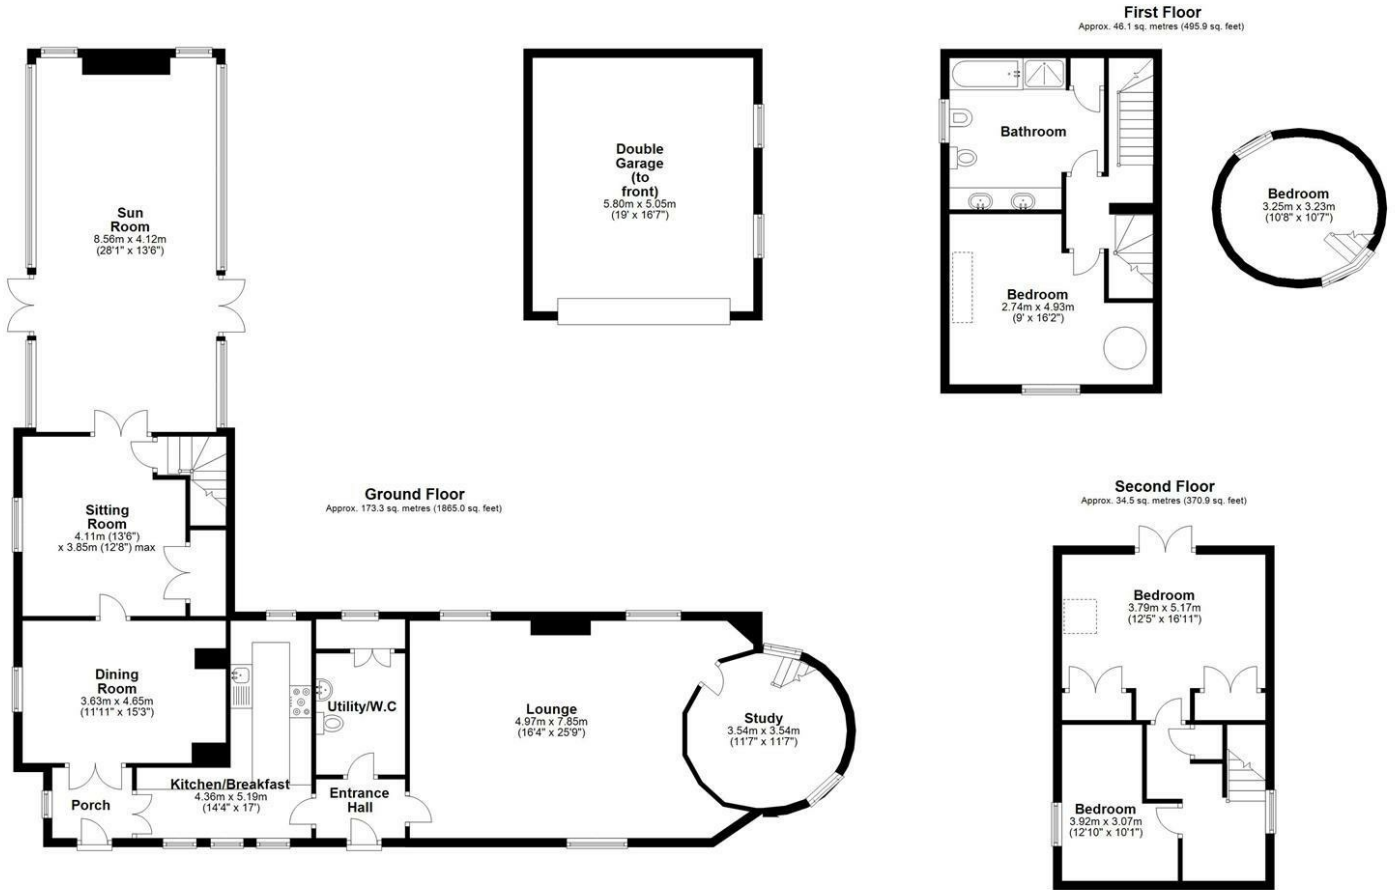 First Floor
Approx. 46.1 sq. metres (495.9 sq. feet)
Sun
Room
8.56m x 4.12m
(28'1" x 13'6")
Double
Garage
(to
front)
5.80m x 5.05m
(19' x 16'7")
Bathroom
Bedroom
2.74m x 4.93m
(9' x 16'2")
Bedroom
3.25m x 3.23m
(10'8" x 10'7")
Ground Floor
Approx. 173.3 sq. metres (1865.0 sq. feet)
Sitting
Room
4.11m (13'6")
x 3.85m (12'8") max
Dining
Room
3.63m x 4.65m
(11'11" x 15'3")
Porch
Kitchen/Breakfast
4.36m x 5.19m
(14'4" x 17')
Utility/W.C
Entrance
Hall
Lounge
4.97m x 7.85m
(16'4" x 25'9")
Study
3.54m x 3.54m
(11'7" x 11'7")
Second Floor
Approx. 34.5 sq. metres (370.9 sq. feet)
Bedroom
3.79m x 5.17m
(12'5" x 16'11")
Bedroom
3.92m x 3.07m
(12'10" x 10'1")